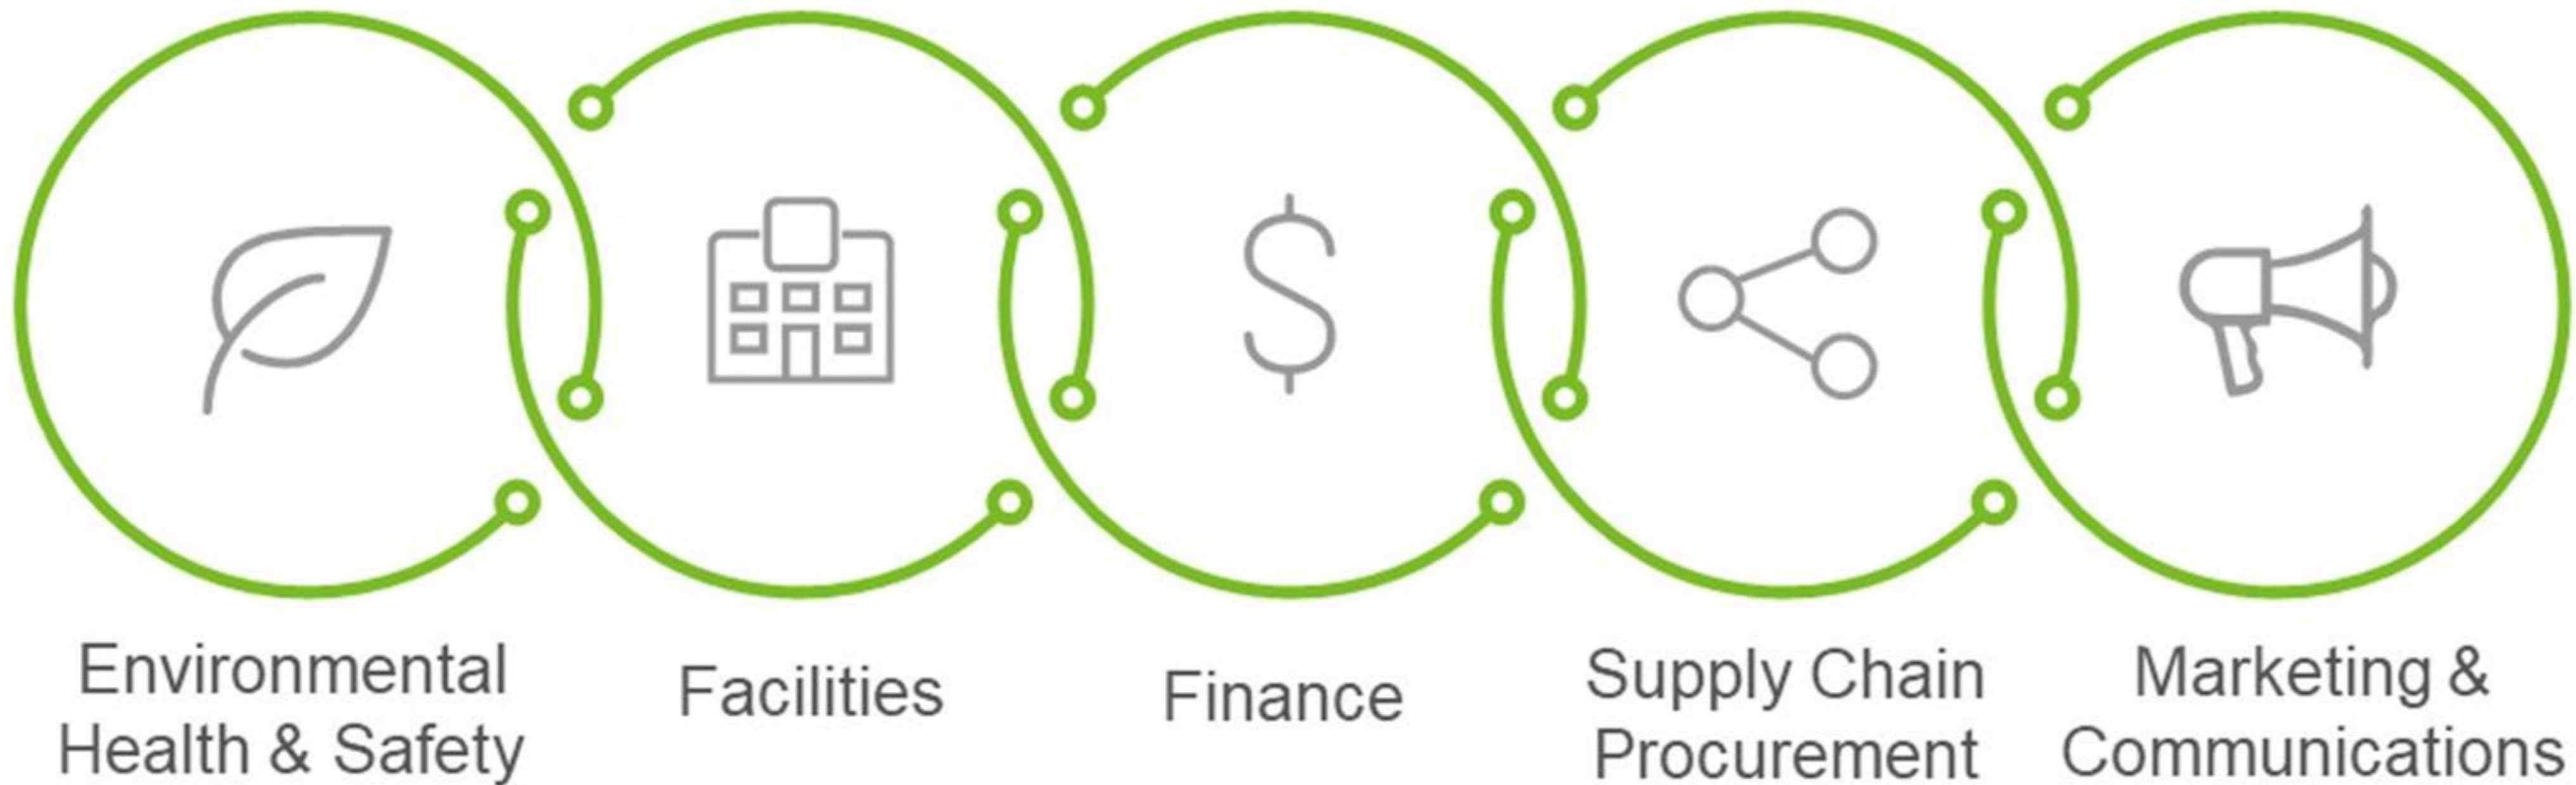 Environmental
Health & Safety
Facilities
Finance
Supply Chain
Procurement
Marketing &
Communications